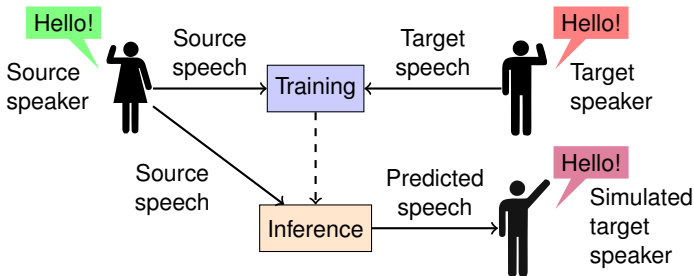 Hello!
Source
speaker
Source
speech
Training
Target
speech
Hello!
Target
speaker
Source
speech
Inference
Predicted
speech
Hello!
Simulated
target
speaker